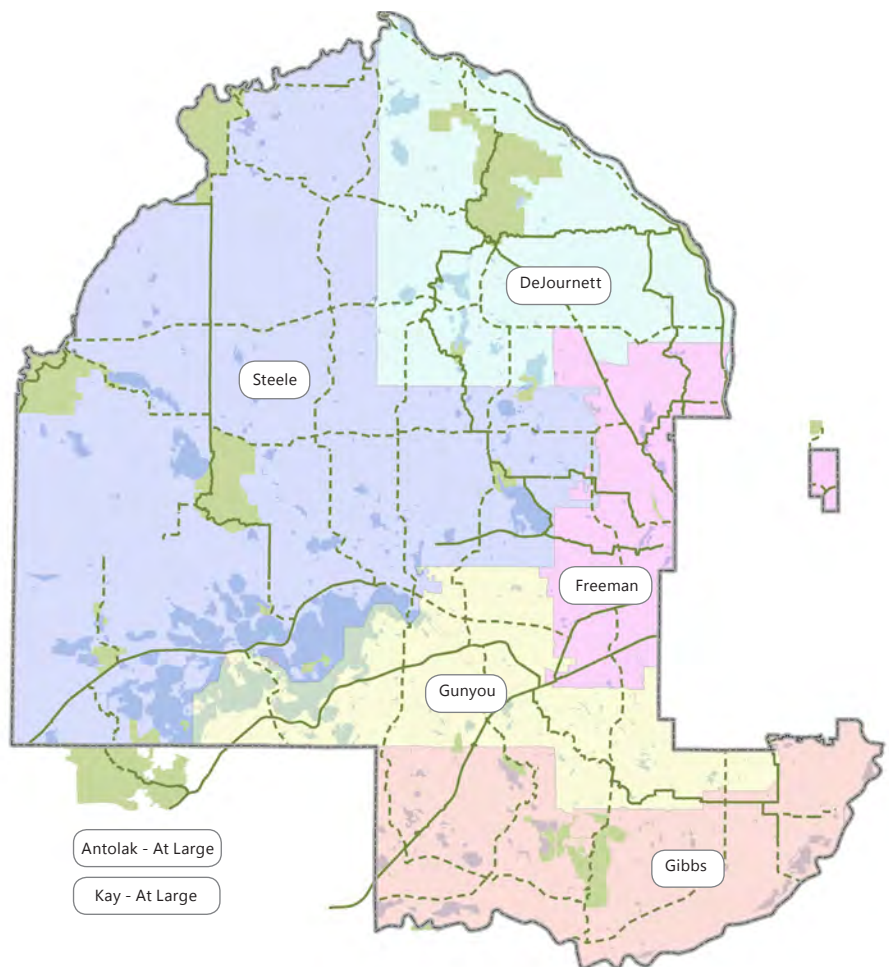 DeJournett
Steele
Freeman
Gunyou
Antolak - At Large
Gibbs
Kay - At Large